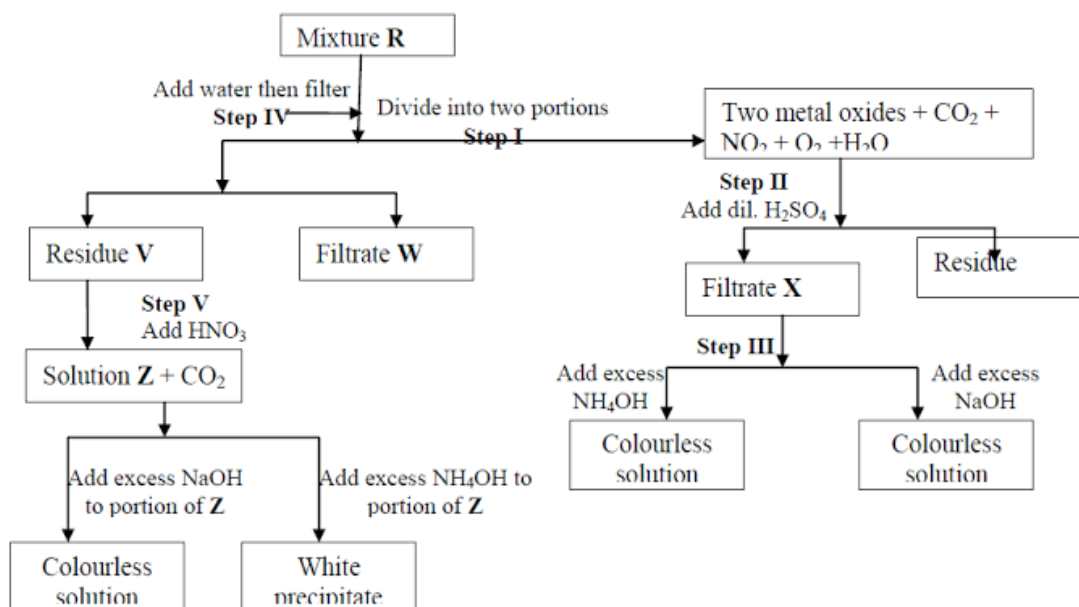 Mixture R
Add water then filter
Step IV
Divide into two portions
Step I
Two metal oxides + CO₂ +
NO₂ + O₂ +H₂O
Step II
Add dil. H₂SO₄
Residue V
Filtrate W
Filtrate X
Residue
Step V
Add HNO₃
Step III
Solution Z + CO₂
Add excess
NH₄OH
Add excess
NaOH
Colourless
solution
Colourless
solution
Add excess NaOH
to portion of Z
Add excess NH₄OH to
portion of Z
Colourless
solution
White
precipitate